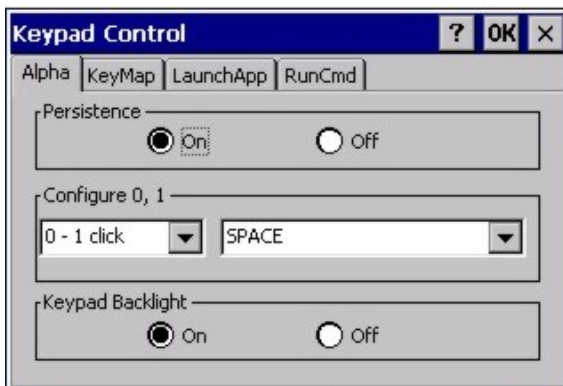 Keypad Control ? OK ×
Alpha KeyMap LaunchApp RunCmd
Persistence
On Off
Configure 0, 1
0 - 1 click SPACE
Keypad Backlight
On Off